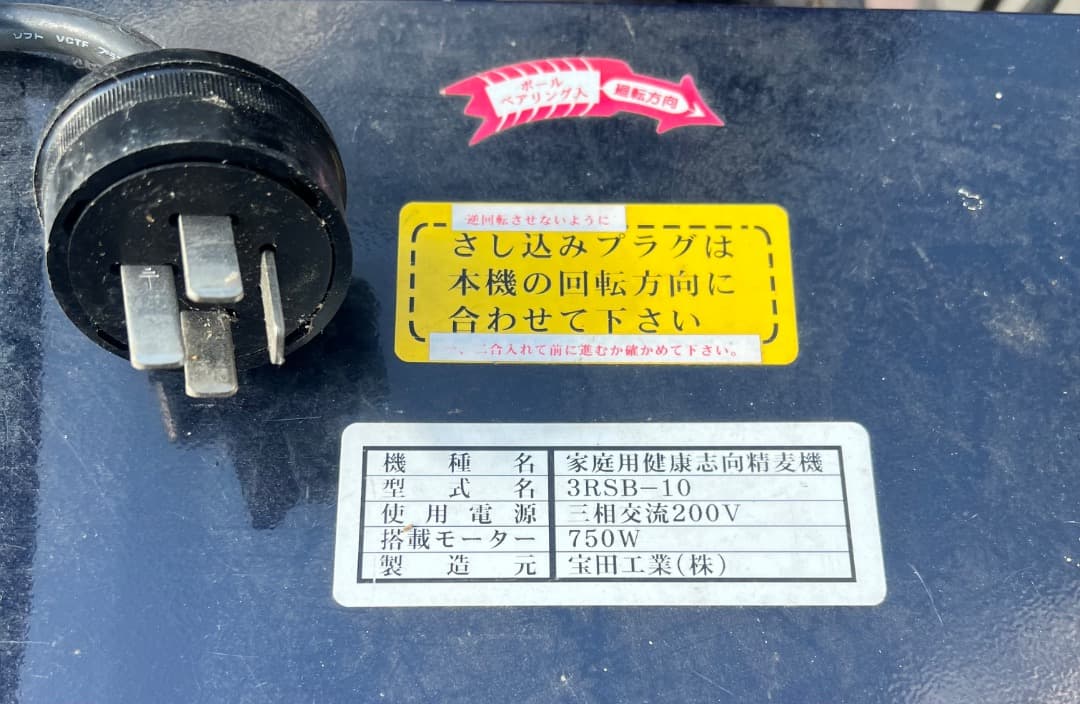 ソフト VCTF
ボール
ベアリング入
廻転方向
逆回転させないように
さし込みプラグは
本機の回転方向に
合わせて下さい
一、二合入れて前に進むか確かめて下さい。
機種名 家庭用健康志向精麦機
型式名 3RSB-10
使用電源 三相交流200V
搭載モーター 750W
製造元 宝田工業(株)